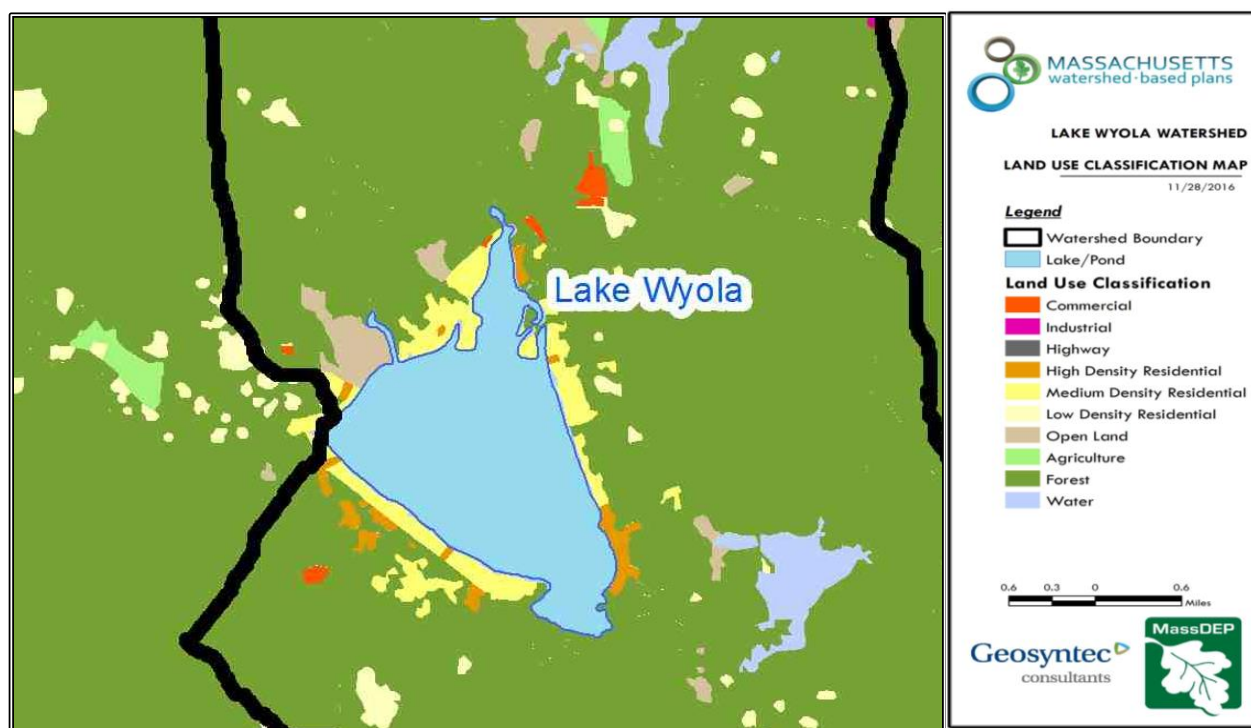 Lake Wyola
MASSACHUSETTS
watershed·based plans
LAKE WYOLA WATERSHED
LAND USE CLASSIFICATION MAP
11/28/2016
Legend
Watershed Boundary
Lake/Pond
Land Use Classification
Commercial
Industrial
Highway
High Density Residential
Medium Density Residential
Low Density Residential
Open Land
Agriculture
Forest
Water
0.6 0.3 0 0.6
Miles
Geosyntec
consultants
MassDEP